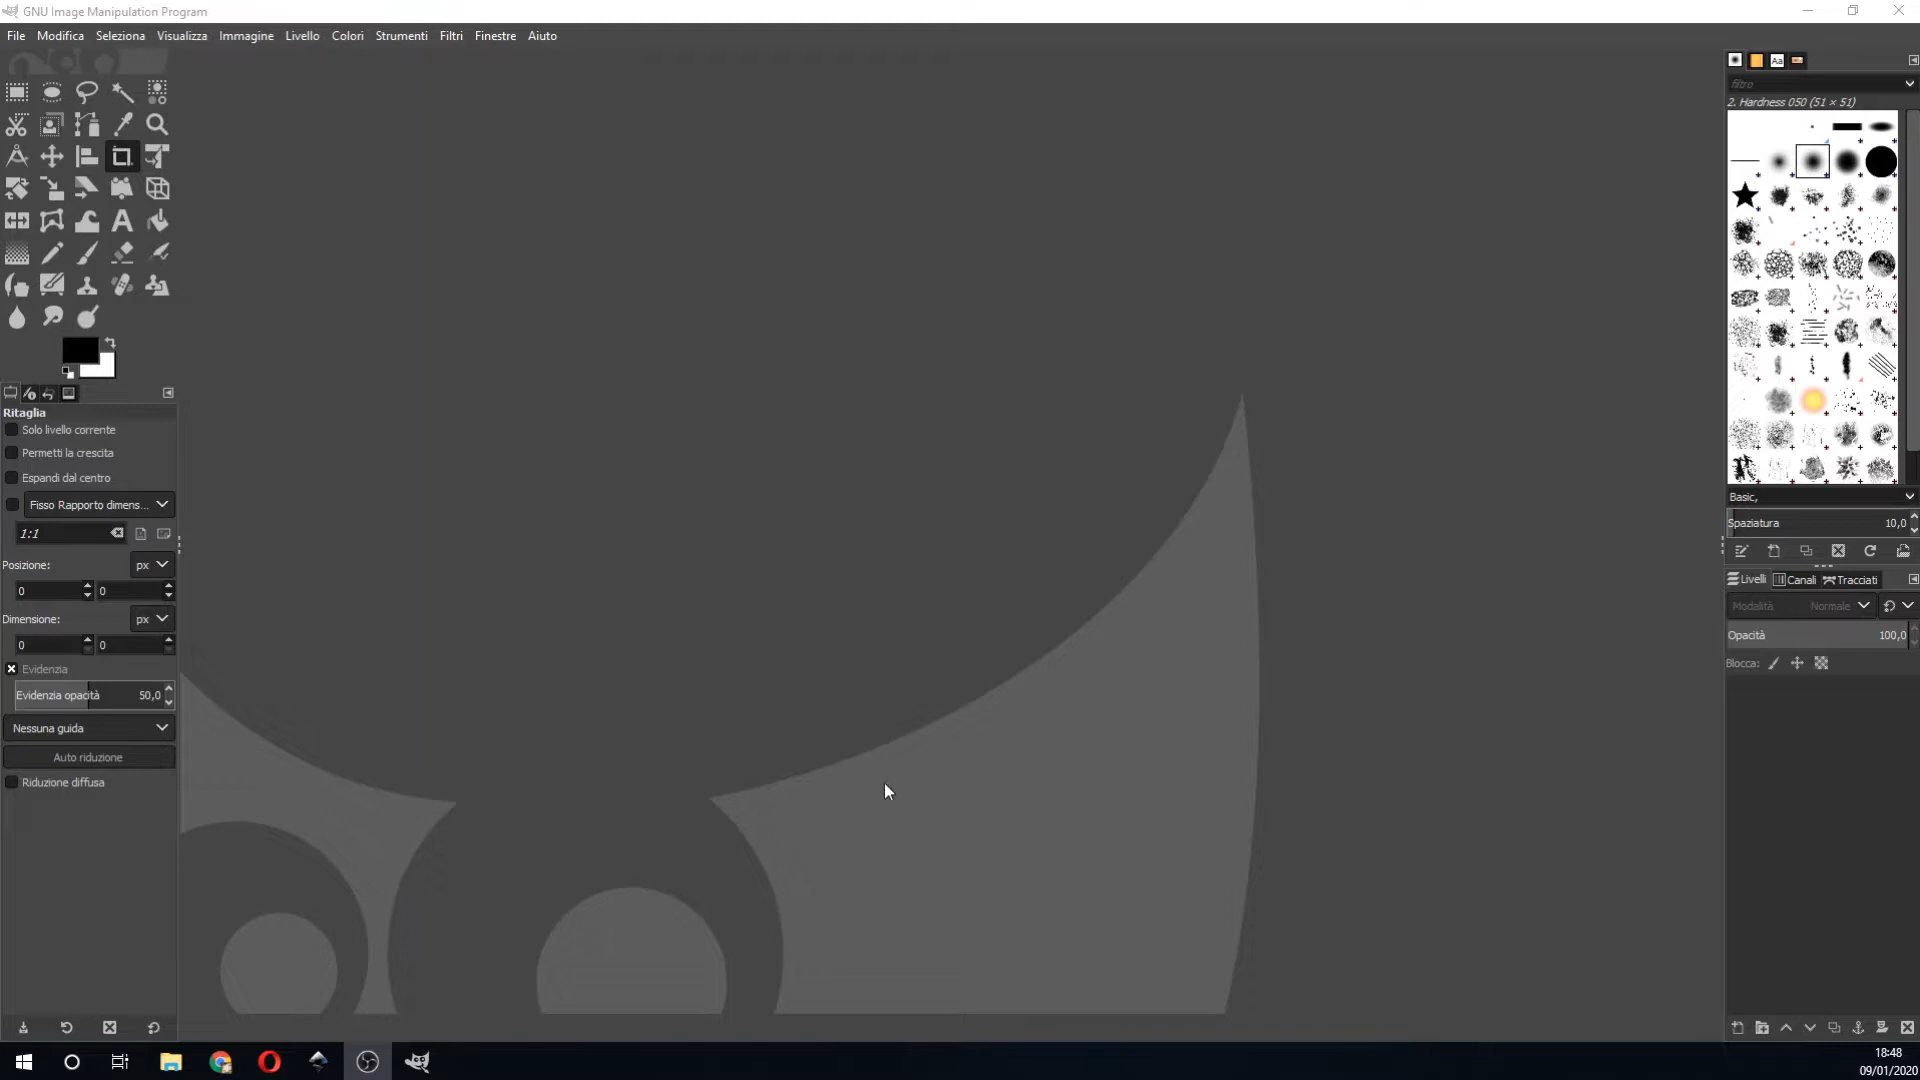 GNU Image Manipulation Program
File Modifica Seleziona Visualizza Immagine Livello Colori Strumenti Filtri Finestre Aiuto
Aa
filtro
2. Hardness 050 (51 × 51)
Ritaglia
Solo livello corrente
Permetti la crescita
Espandi dal centro
Fisso Rapporto dimens...
1:1
Posizione: px
0 0
Dimensione: px
0 0
Evidenzia
Evidenzia opacità 50,0
Nessuna guida
Auto riduzione
Riduzione diffusa
Basic,
Spaziatura 10,0
Livelli Canali Tracciati
Modalità Normale
Opacità 100,0
Blocca:
18:48
09/01/2020